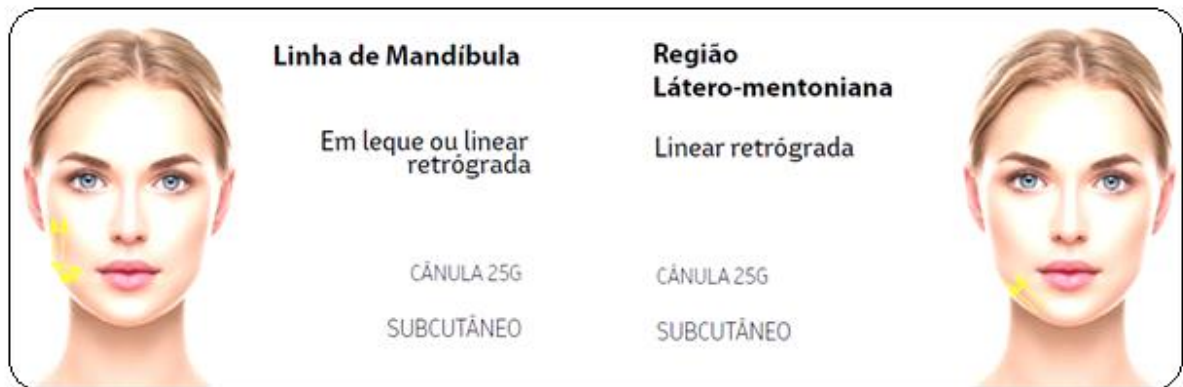 Linha de Mandíbula
Em leque ou linear
retrógrada
CÂNULA 25G
SUBCUTÂNEO
Região
Látero-mentoniana
Linear retrógrada
CÂNULA 25G
SUBCUTÂNEO